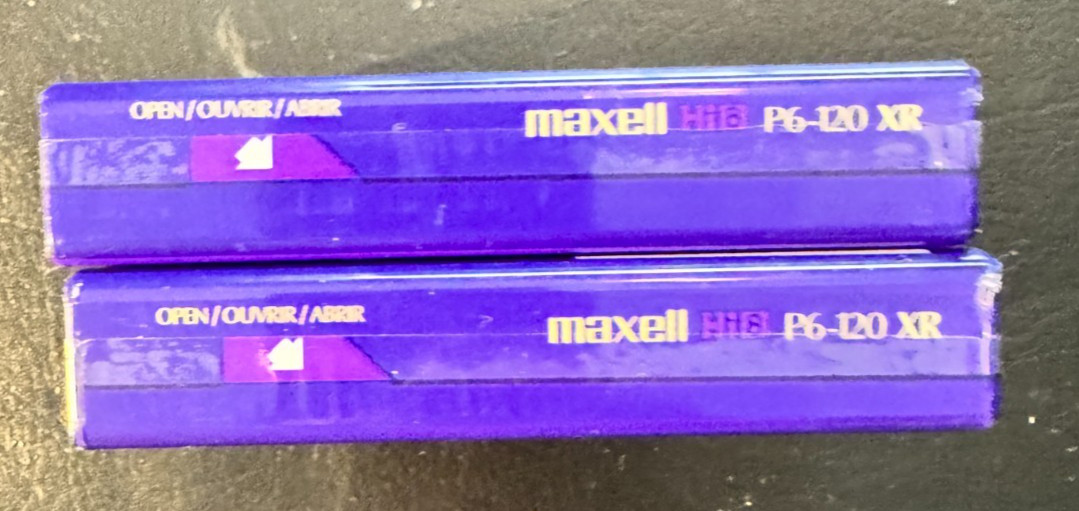 OPEN/OUVRIR/ABRIR
maxell Hi8 P6-120 XR
OPEN/OUVRIR/ABRIR
maxell Hi8 P6-120 XR